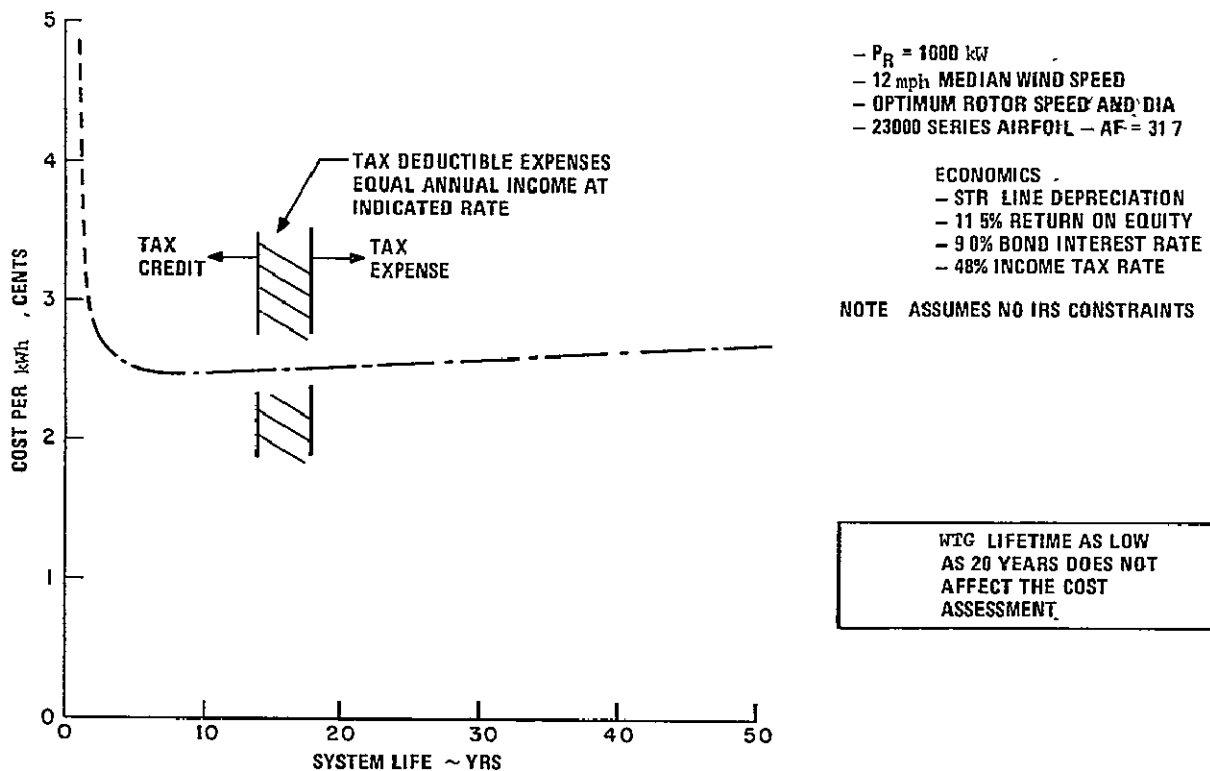 5
4
3
2
1
0
COST PER kWh , CENTS
0
10
20
30
40
50
SYSTEM LIFE ~ YRS
TAX DEDUCTIBLE EXPENSES
EQUAL ANNUAL INCOME AT
INDICATED RATE
TAX
CREDIT
TAX
EXPENSE
– PR = 1000 kW
– 12 mph MEDIAN WIND SPEED
– OPTIMUM ROTOR SPEED AND DIA
– 23000 SERIES AIRFOIL – AF = 31 7
ECONOMICS
– STR LINE DEPRECIATION
– 11 5% RETURN ON EQUITY
– 9 0% BOND INTEREST RATE
– 48% INCOME TAX RATE
NOTE ASSUMES NO IRS CONSTRAINTS
WTG LIFETIME AS LOW
AS 20 YEARS DOES NOT
AFFECT THE COST
ASSESSMENT.